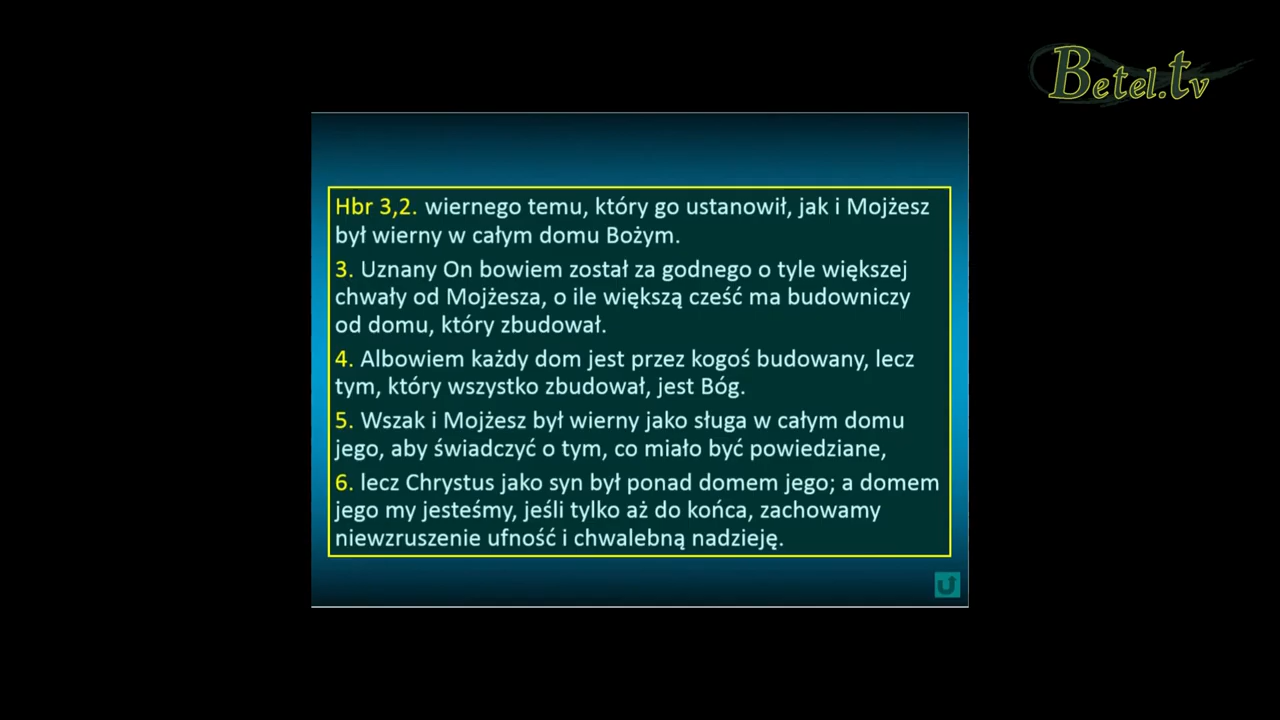 Betel.tv
Hbr 3,2. wiernego temu, który go ustanowił, jak i Mojżesz
był wierny w całym domu Bożym.
3. Uznany On bowiem został za godnego o tyle większej
chwały od Mojżesza, o ile większą cześć ma budowniczy
od domu, który zbudował.
4. Albowiem każdy dom jest przez kogoś budowany, lecz
tym, który wszystko zbudował, jest Bóg.
5. Wszak i Mojżesz był wierny jako sługa w całym domu
jego, aby świadczyć o tym, co miało być powiedziane,
6. lecz Chrystus jako syn był ponad domem jego; a domem
jego my jesteśmy, jeśli tylko aż do końca, zachowamy
niewzruszenie ufność i chwalebną nadzieję.